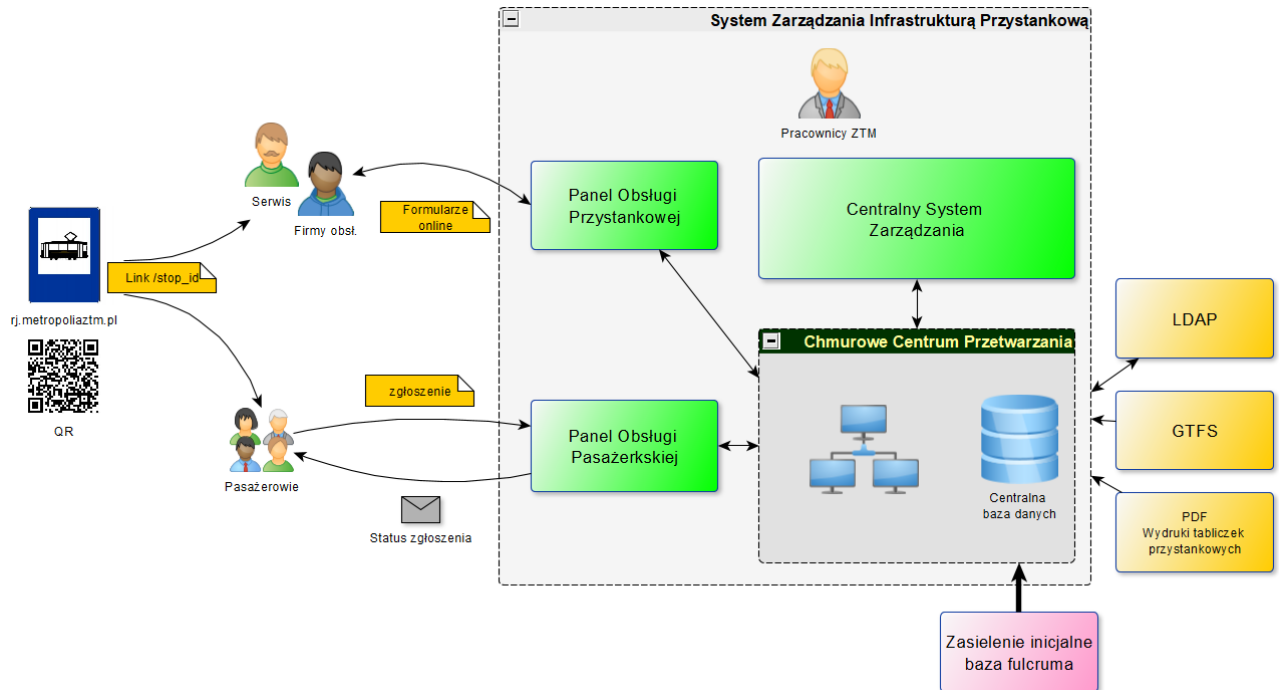 System Zarządzania Infrastrukturą Przystankową
Pracownicy ZTM
Serwis
Firmy obsł.
Formularze
online
Panel Obsługi
Przystankowej
Centralny System
Zarządzania
Link /stop_id
rj.metropoliaztm.pl
QR
Chmurowe Centrum Przetwarzania
LDAP
zgłoszenie
GTFS
Panel Obsługi
Pasażerkskiej
Pasażerowie
Centralna
baza danych
Status zgłoszenia
PDF
Wydruki tabliczek
przystankowych
Zasielenie inicjalne
baza fulcruma